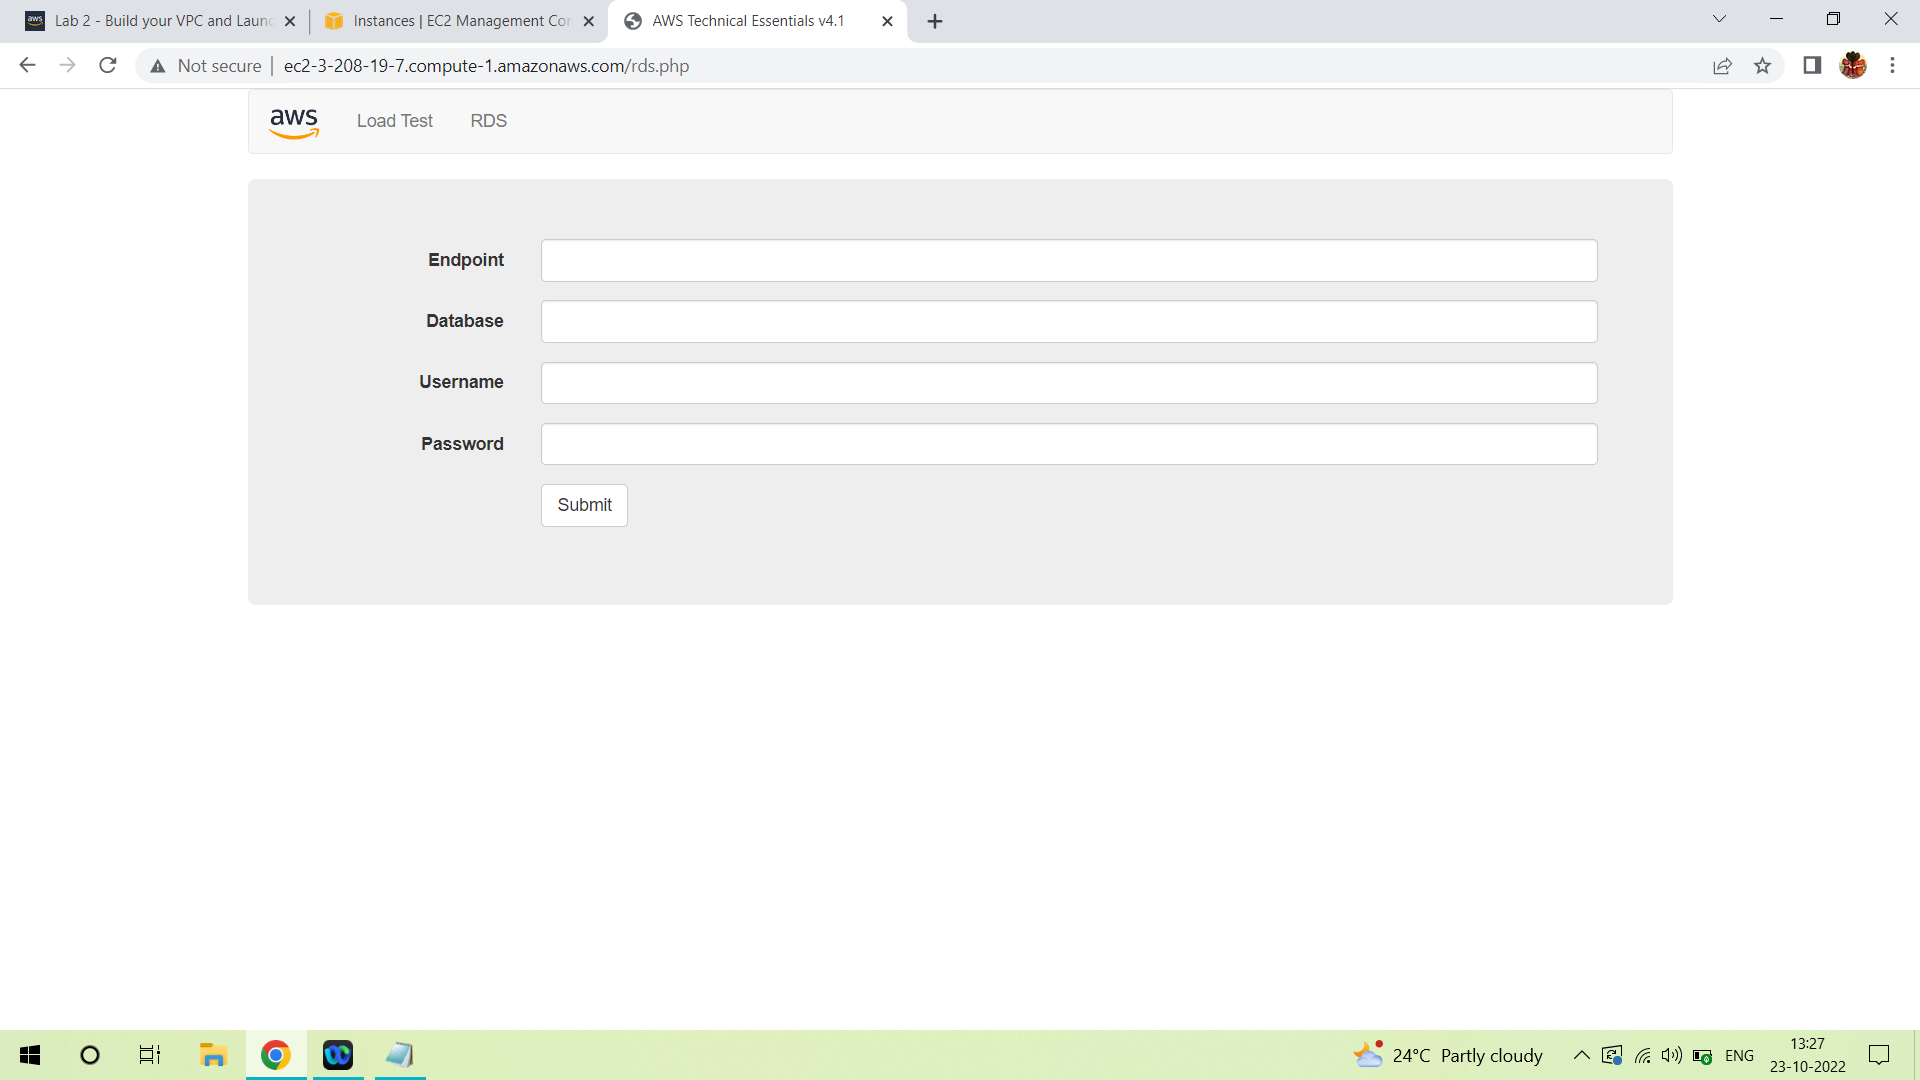 aws Lab 2 - Build your VPC and Laun
Instances | EC2 Management Con
AWS Technical Essentials v4.1
Not secure | ec2-3-208-19-7.compute-1.amazonaws.com/rds.php
aws Load Test RDS
Endpoint
Database
Username
Password
Submit
24°C Partly cloudy
ENG
13:27
23-10-2022